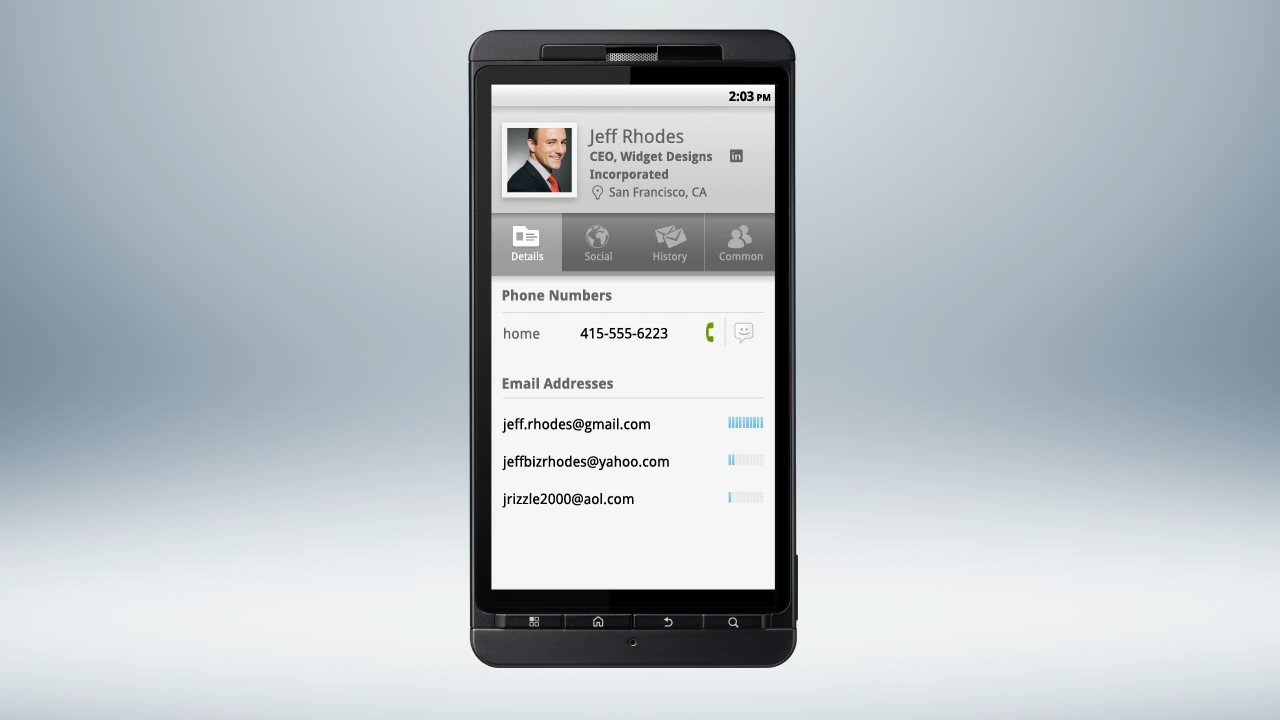 2:03 PM
Jeff Rhodes
CEO, Widget Designs
in
Incorporated
San Francisco, CA
Details
Social
History
Common
Phone Numbers
home 415-555-6223
Email Addresses
jeff.rhodes@gmail.com
jeffbizrhodes@yahoo.com
jrizzle2000@aol.com